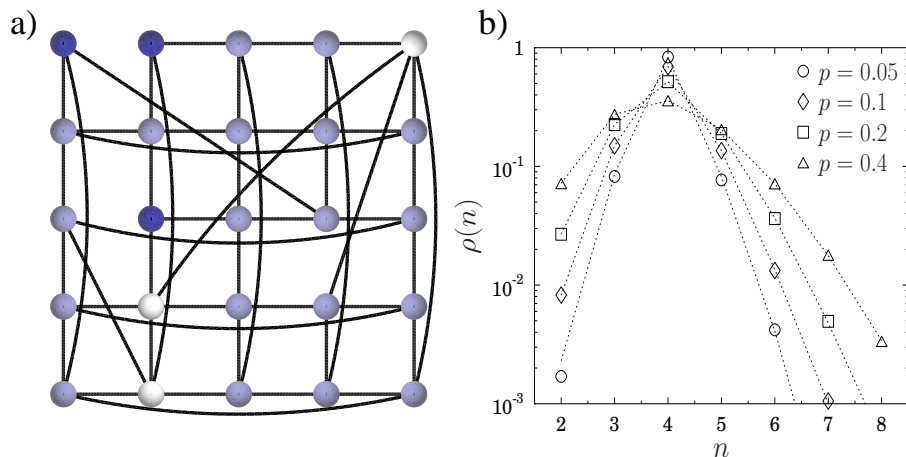 a)
b)
1
10-1
10-2
10-3
ρ(n)
2 3 4 5 6 7 8
n
p = 0.05
p = 0.1
p = 0.2
p = 0.4